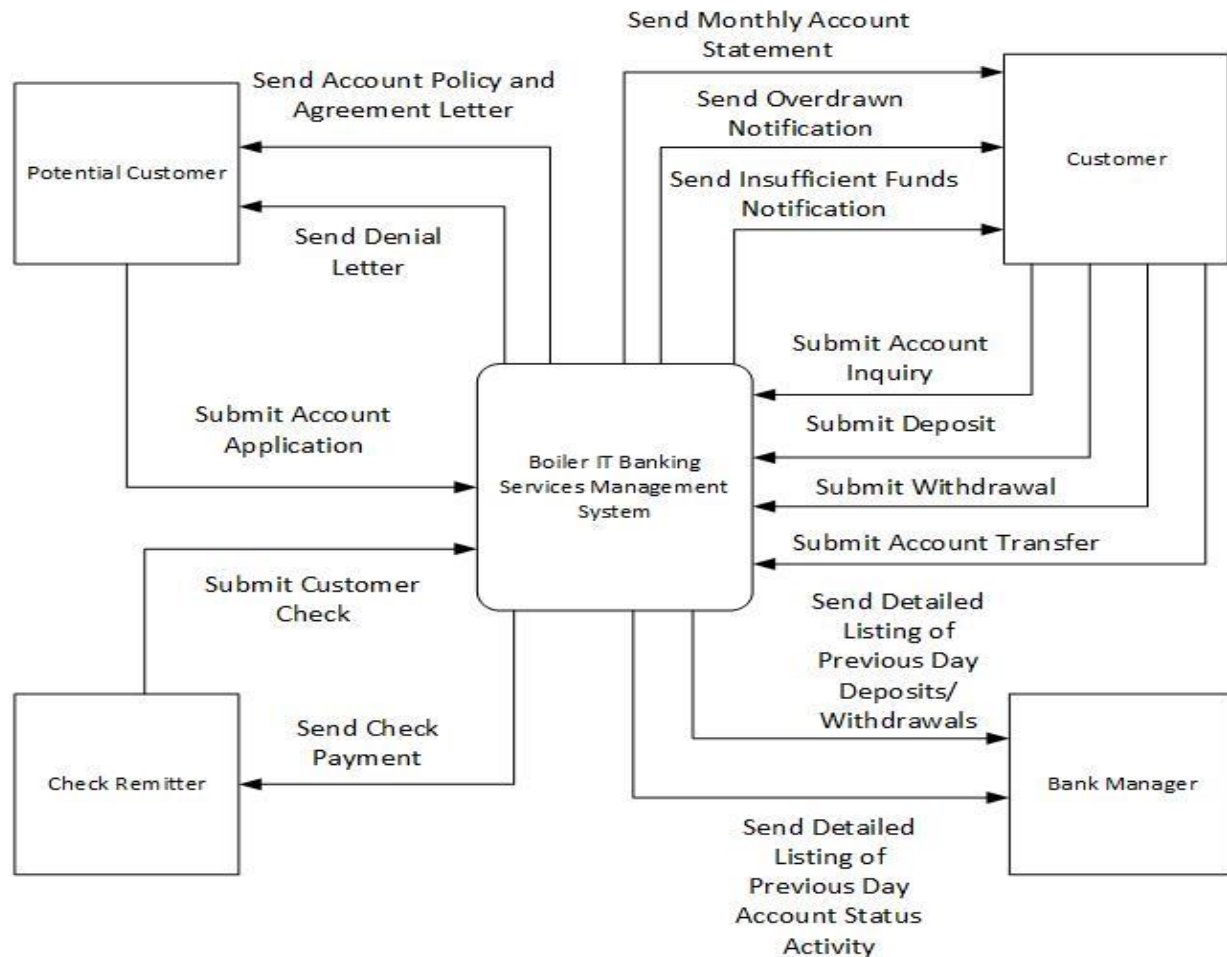 Send Monthly Account
Statement
Send Account Policy and
Agreement Letter
Send Overdrawn
Notification
Potential Customer
Customer
Send Insufficient Funds
Notification
Send Denial
Letter
Submit Account
Inquiry
Submit Account
Application
Submit Deposit
Boiler IT Banking
Services Management
System
Submit Withdrawal
Submit Account Transfer
Submit Customer
Check
Send Detailed
Listing of
Previous Day
Deposits/
Withdrawals
Send Check
Payment
Check Remitter
Bank Manager
Send Detailed
Listing of
Previous Day
Account Status
Activity